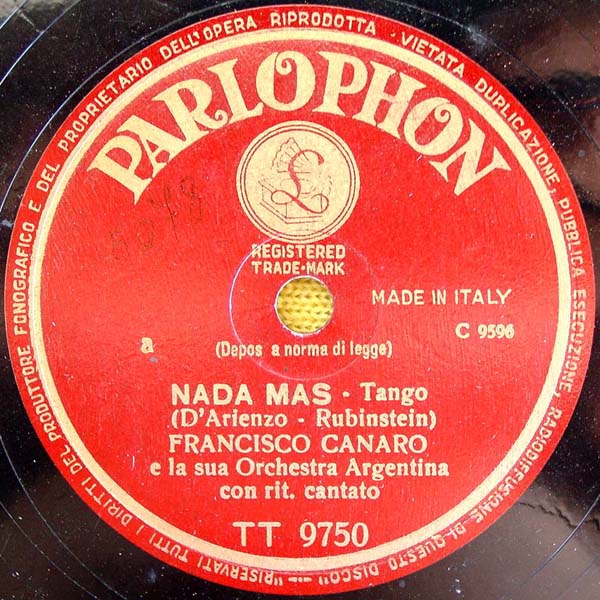 "RISERVATI TUTTI I DIRITTI DEL PRODUTTORE FONOGRAFICO E DEL PROPRIETARIO DELL'OPERA RIPRODOTTA · VIETATA DUPLICAZIONE, PUBBLICA ESECUZIONE, RADIODIFFUSIONE DI QUESTO DISCO"
PARLOPHON
£
REGISTERED
TRADE-MARK
MADE IN ITALY
C 9596
a
(Depos a norma di legge)
NADA MAS - Tango
(D'Arienzo - Rubinstein)
FRANCISCO CANARO
e la sua Orchestra Argentina
con rit. cantato
TT 9750